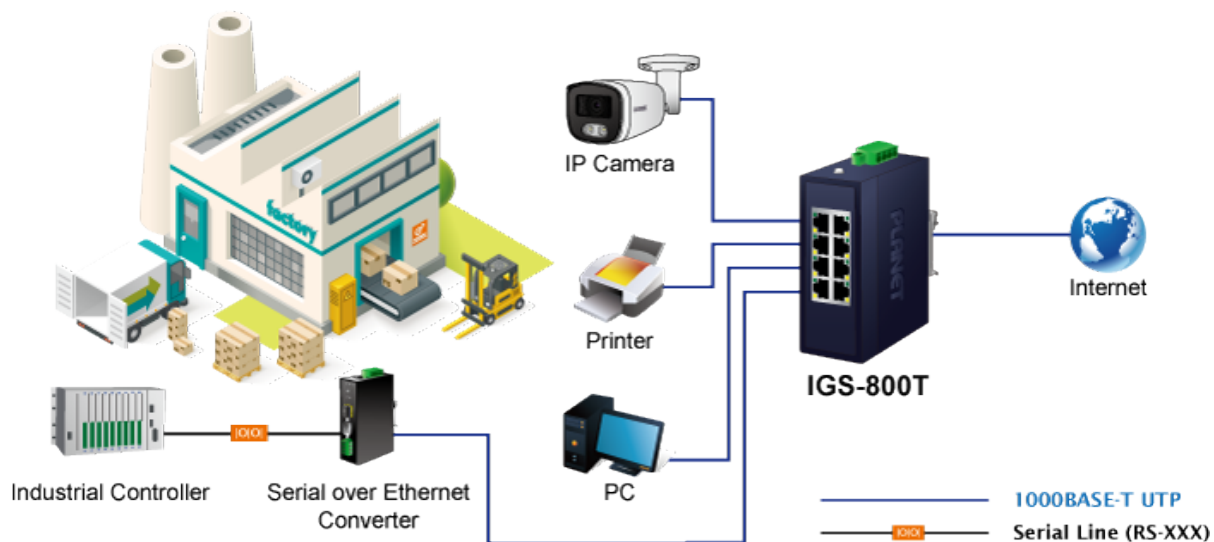 factory
IP Camera
Printer
PLANET
IGS-800T
Internet
PC
Industrial Controller
Serial over Ethernet
Converter
1000BASE-T UTP
|O|O|
Serial Line (RS-XXX)
|O|O|